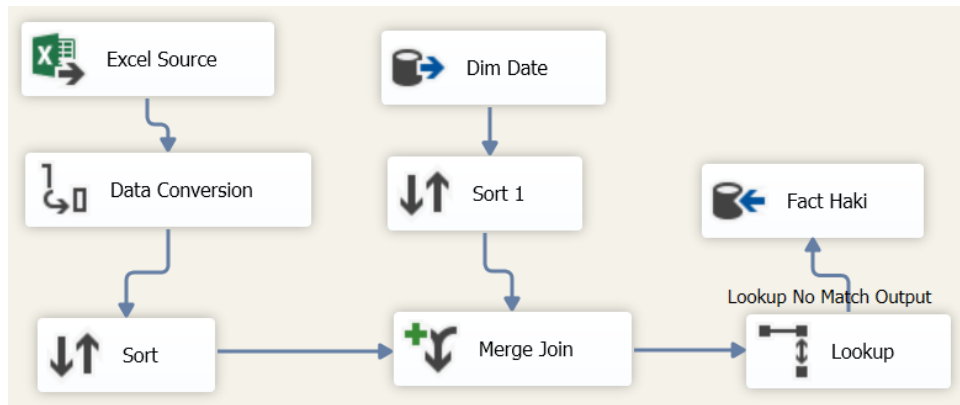 Excel Source
Dim Date
Data Conversion
Sort 1
Fact Haki
Lookup No Match Output
Sort
Merge Join
Lookup